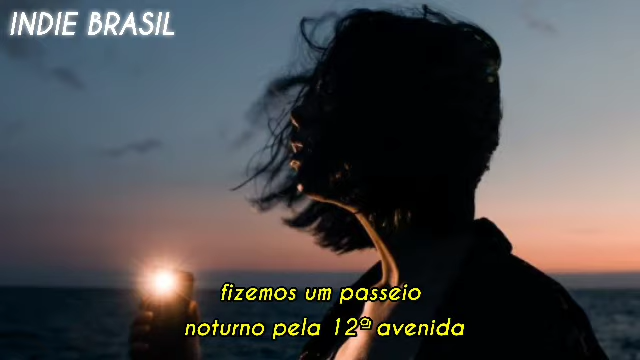 INDIE BRASIL
fizemos um passeio
noturno pela 12ª avenida